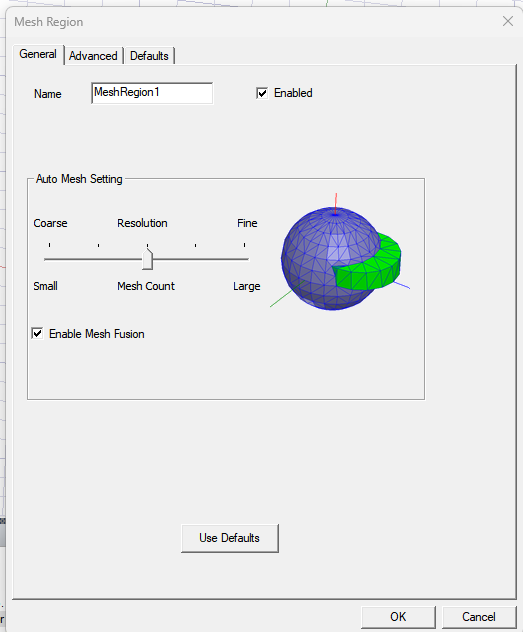 Mesh Region
General Advanced Defaults
Name MeshRegion1 Enabled
Auto Mesh Setting
Coarse Resolution Fine
Small Mesh Count Large
Enable Mesh Fusion
Use Defaults
OK Cancel